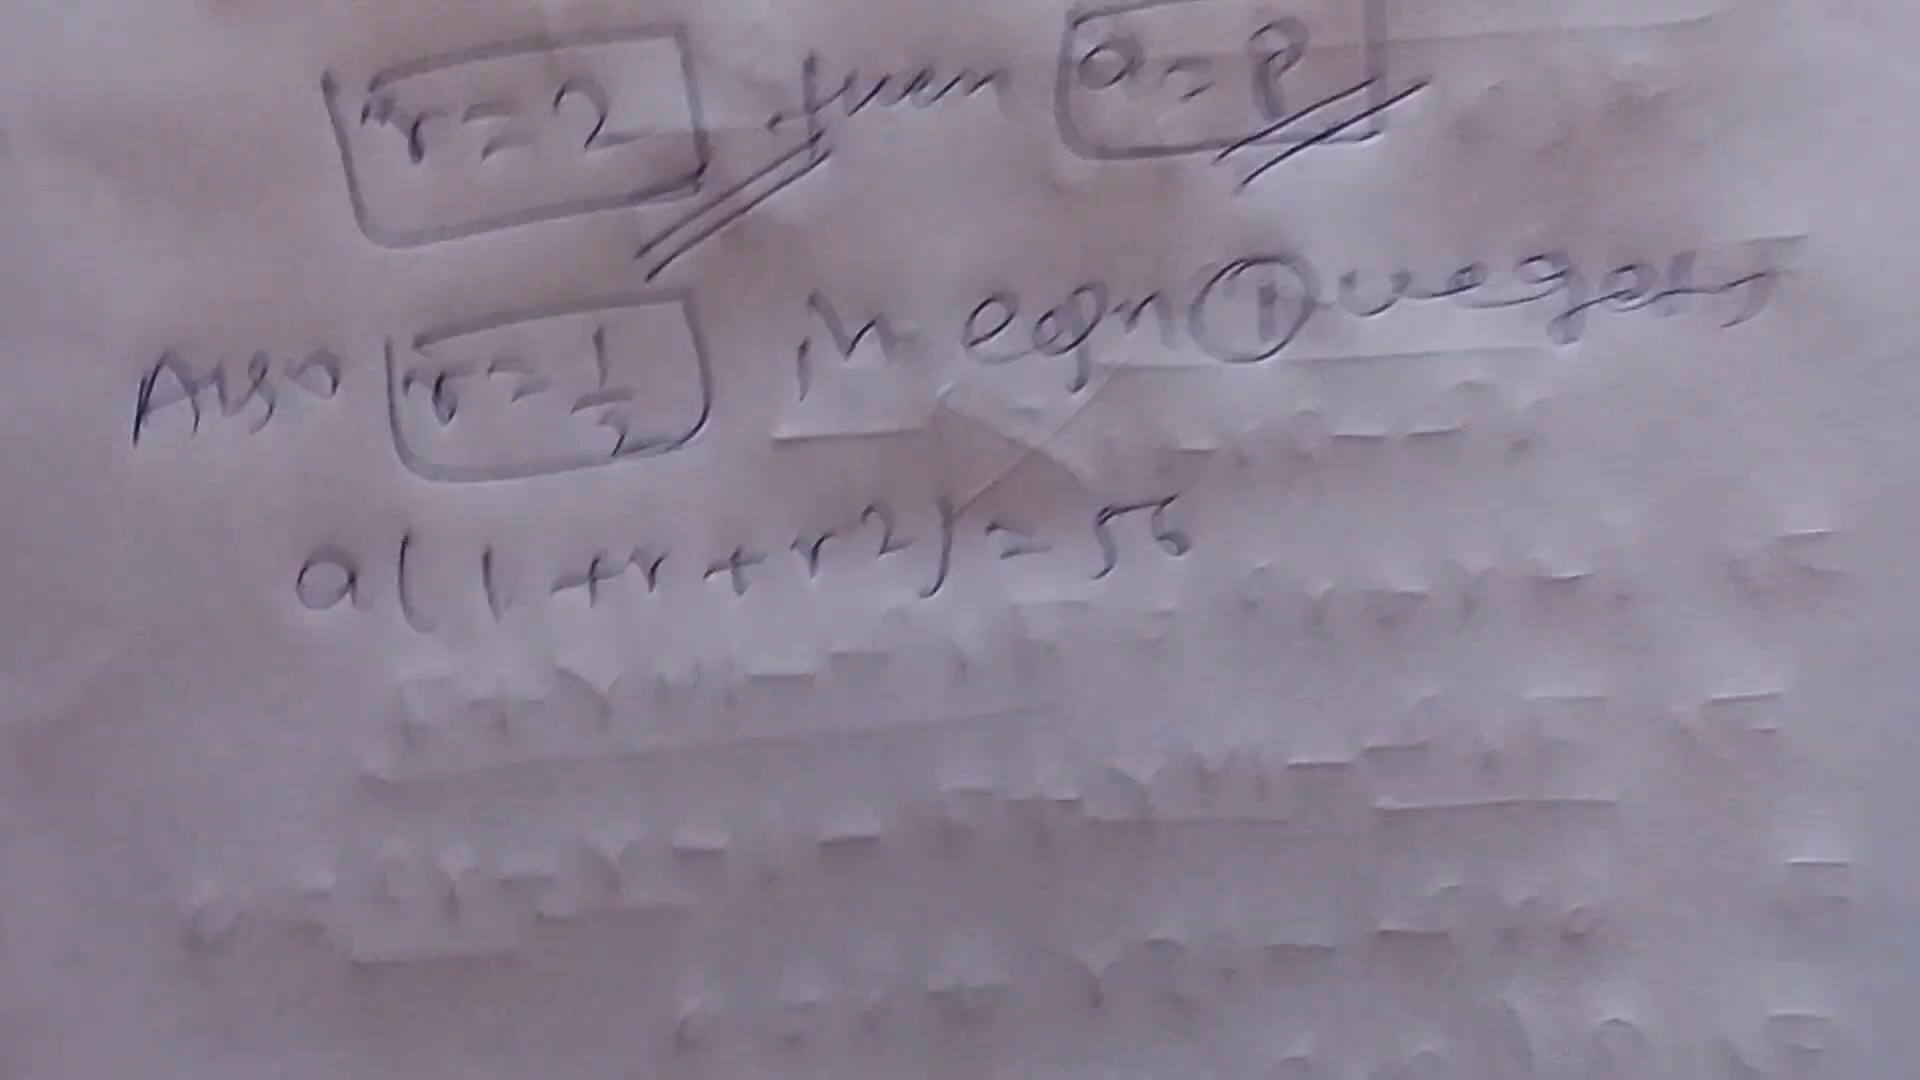 r=2 then a=8
Also r=1/2 in eqn ① we get,
a(1+r+r2)=56